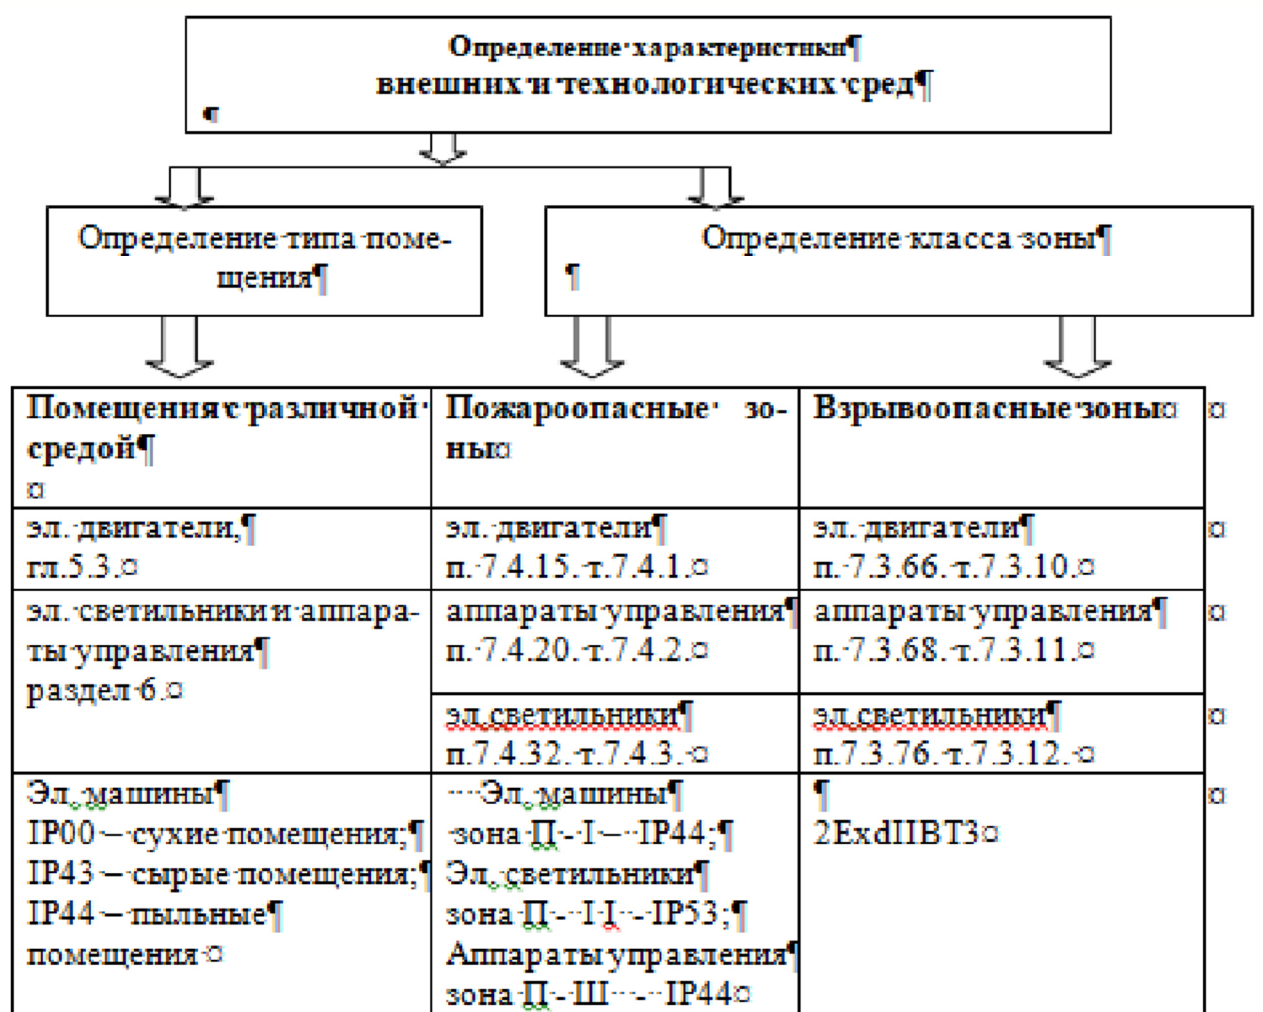 Определение характеристики
внешних и технологических сред
Определение типа поме-
щения
Определение класса зоны
Помещения с различной
средой
Пожароопасные зо-
ны
Взрывоопасные зоны
эл. двигатели,
гл.5.3.
эл. двигатели
п. 7.4.15. т.7.4.1.
эл. двигатели
п. 7.3.66. т.7.3.10.
эл. светильники и аппара-
ты управления
раздел 6.
аппараты управления
п. 7.4.20. т.7.4.2.
аппараты управления
п. 7.3.68. т.7.3.11.
эл.светильники
п.7.4.32. т.7.4.3.
эл.светильники
п.7.3.76 т.7.3.12.
Эл. машины
IP00 – сухие помещения;
IP43 – сырые помещения;
IP44 – пыльные
помещения
Эл. машины
зона П - I – IP44;
Эл. светильники
зона П - II - IP53;
Аппараты управления
зона П - Ш - IP44
2ExdIIBT3